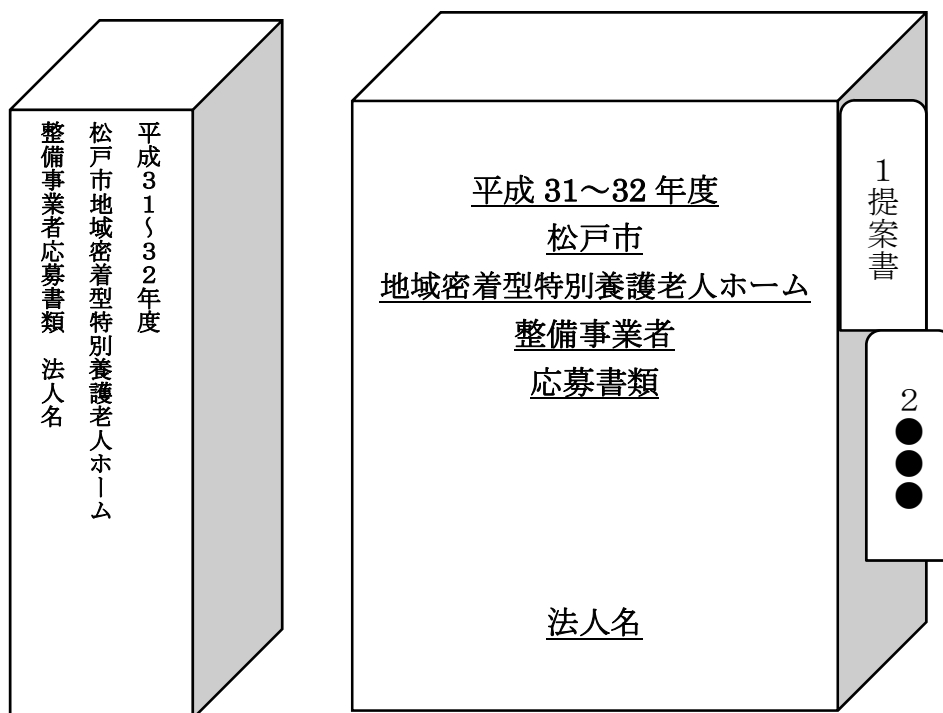 平成３１～３２年度
松戸市地域密着型特別養護老人ホーム
整備事業者応募書類　法人名
平成 31～32 年度
松戸市
地域密着型特別養護老人ホーム
整備事業者
応募書類
法人名
１提案書
２●●●